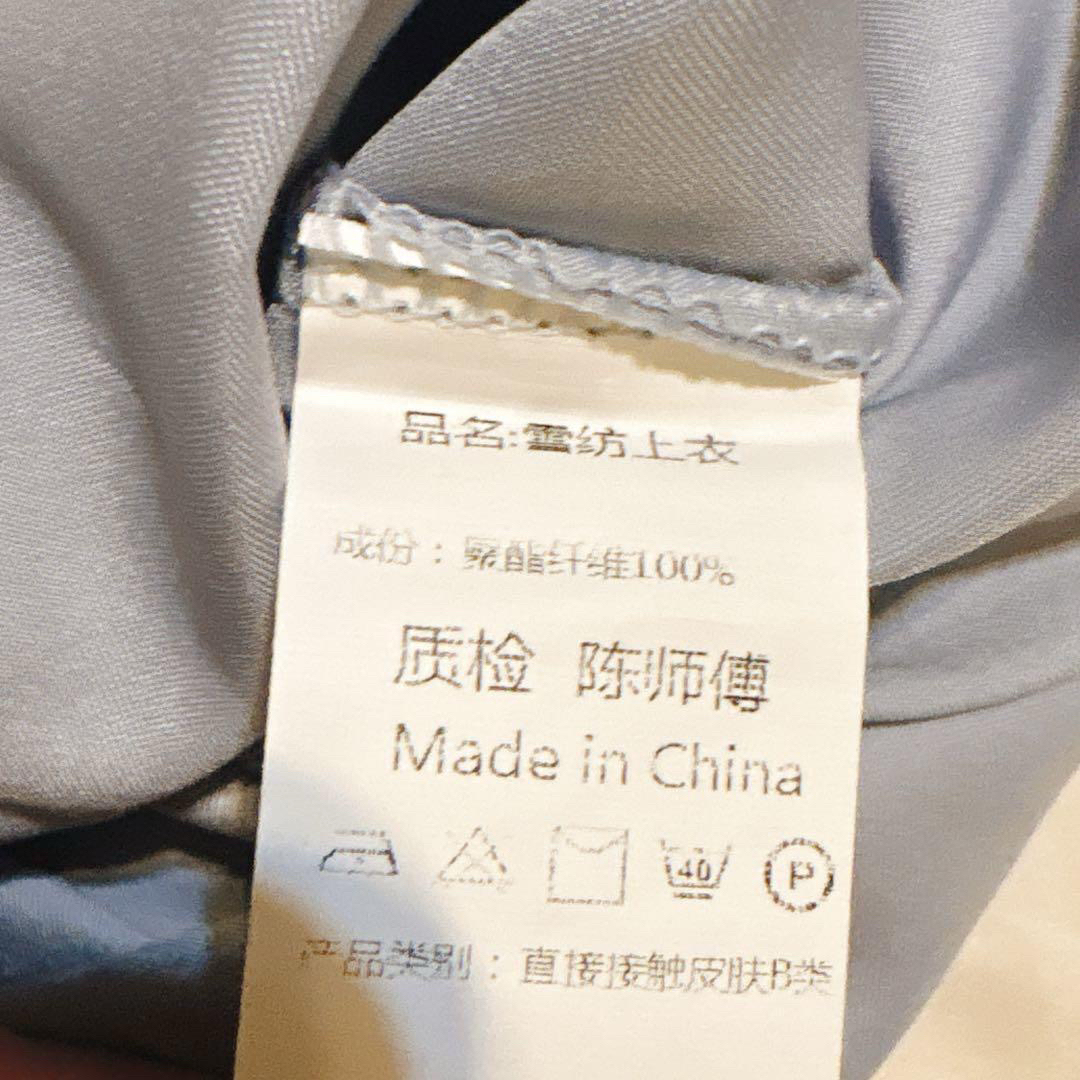 品名:雪纺上衣
成份：聚酯纤维100%
质检 陈师傅
Made in China
40 P
产品类别：直接接触皮肤B类